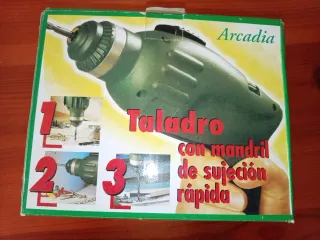 Arcadia
1
Taladro
con mandril
de sujeción
rápida
2
3